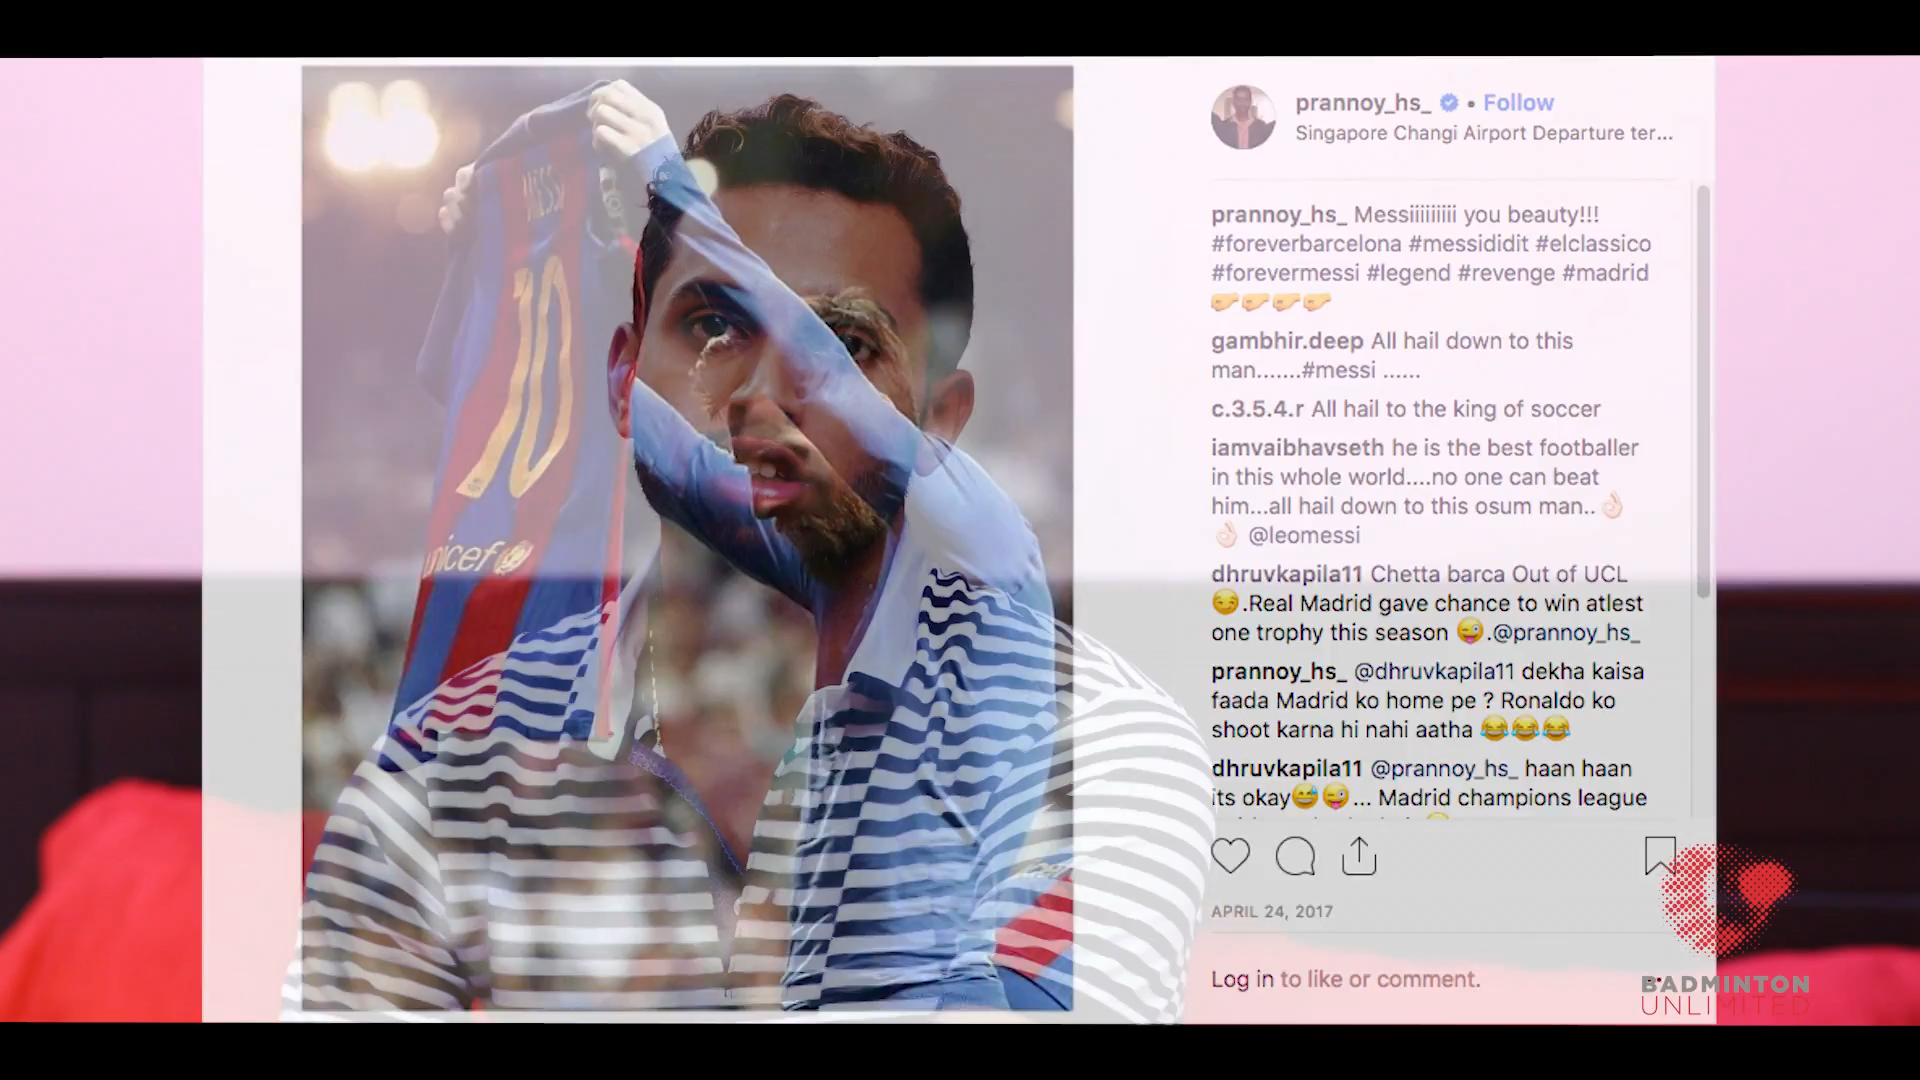 MESSI
10
unicef
prannoy_hs_ • Follow
Singapore Changi Airport Departure ter...
prannoy_hs_ Messiiiiiiiii you beauty!!!
#foreverbarcelona #messididit #elclassico
#forevermessi #legend #revenge #madrid
🤛🤛🤛🤛
gambhir.deep All hail down to this
man.......#messi ......
c.3.5.4.r All hail to the king of soccer
iamvaibhavseth he is the best footballer
in this whole world....no one can beat
him...all hail down to this osum man..👌🏻
👌🏻 @leomessi
dhruvkapila11 Chetta barca Out of UCL
😏.Real Madrid gave chance to win atlest
one trophy this season 😜.@prannoy_hs_
prannoy_hs_ @dhruvkapila11 dekha kaisa
faada Madrid ko home pe ? Ronaldo ko
shoot karna hi nahi aatha 😂😂😂
dhruvkapila11 @prannoy_hs_ haan haan
its okay😅😜... Madrid champions league
APRIL 24, 2017
Log in to like or comment.
BADMINTON
UNLIMITED